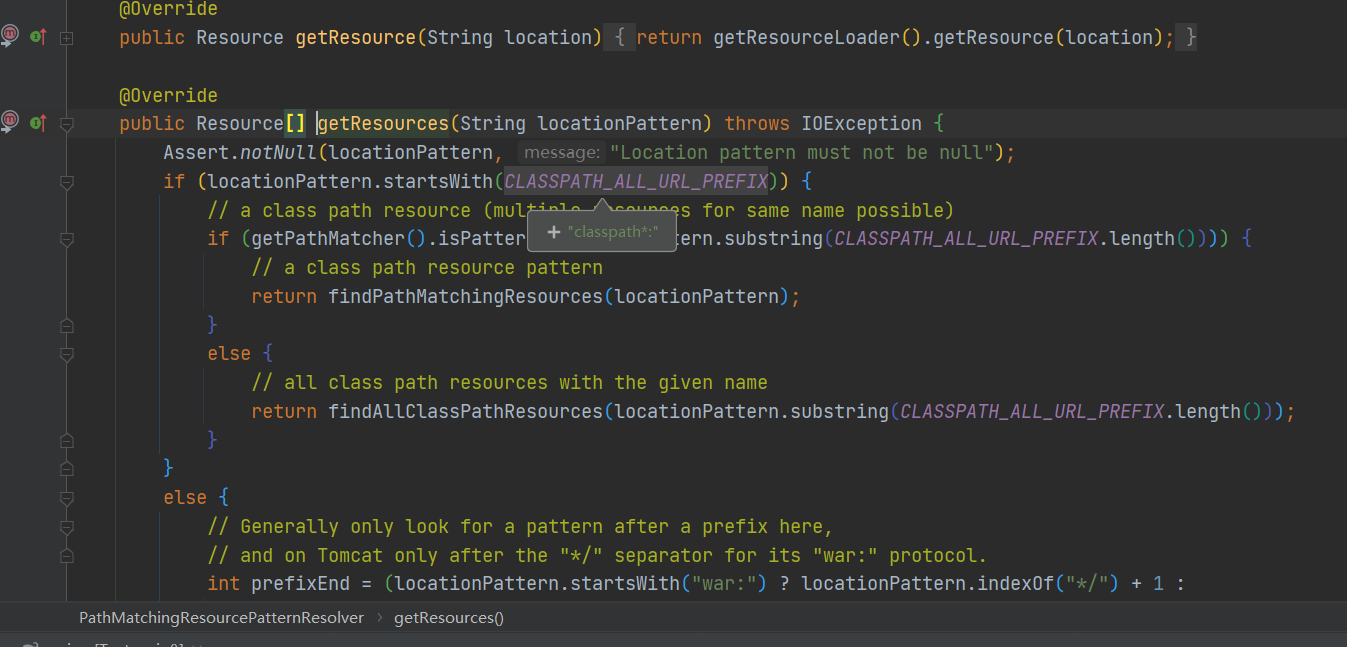 @Override
public Resource getResource(String location) { return getResourceLoader().getResource(location); }
@Override
public Resource[] getResources(String locationPattern) throws IOException {
Assert.notNull(locationPattern, message: "Location pattern must not be null");
if (locationPattern.startsWith(CLASSPATH_ALL_URL_PREFIX)) {
// a class path resource (multiple resources for same name possible)
if (getPathMatcher().isPatter tern.substring(CLASSPATH_ALL_URL_PREFIX.length()))) {
+ "classpath*:"
// a class path resource pattern
return findPathMatchingResources(locationPattern);
}
else {
// all class path resources with the given name
return findAllClassPathResources(locationPattern.substring(CLASSPATH_ALL_URL_PREFIX.length()));
}
}
else {
// Generally only look for a pattern after a prefix here,
// and on Tomcat only after the "*/" separator for its "war:" protocol.
int prefixEnd = (locationPattern.startsWith("war:") ? locationPattern.indexOf("*/") + 1 :
PathMatchingResourcePatternResolver > getResources()